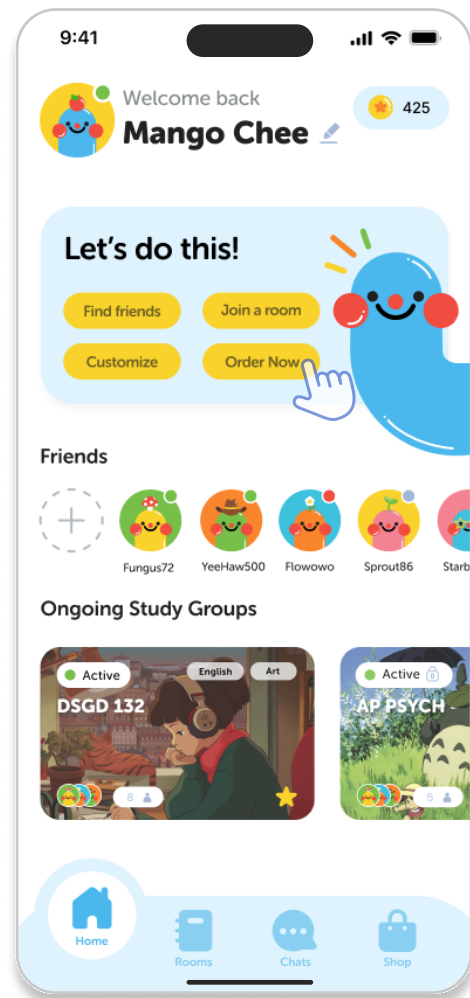 9:41
Welcome back
Mango Chee
425
Let's do this!
Find friends
Join a room
Customize
Order Now
Friends
Fungus72
YeeHaw500
Flowowo
Sprout86
Starb
Ongoing Study Groups
Active
English
Art
DSGD 132
8
Active
AP PSYCH -
5
Home
Rooms
Chats
Shop